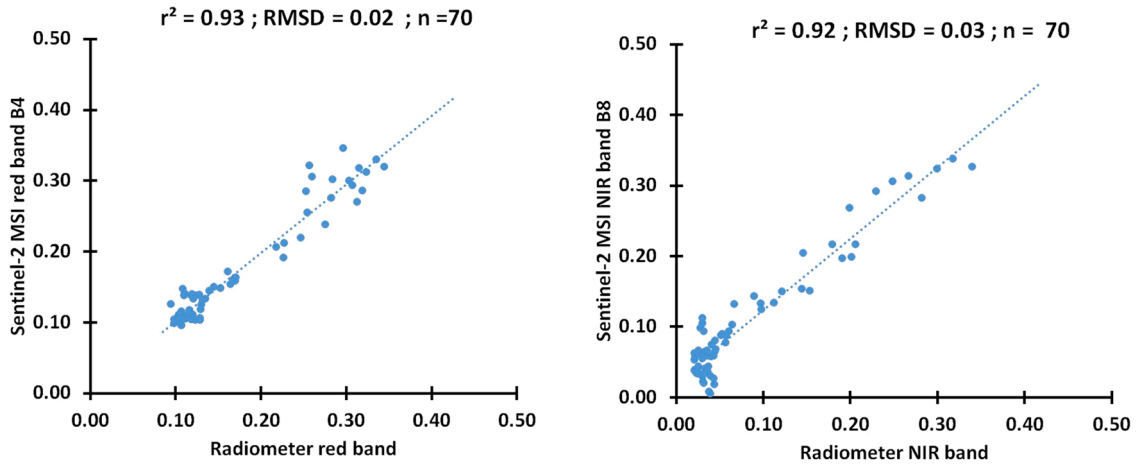 r² = 0.93 ; RMSD = 0.02 ; n =70
Sentinel-2 MSI red band B4
0.50
0.40
0.30
0.20
0.10
0.00
0.00 0.10 0.20 0.30 0.40 0.50
Radiometer red band
r² = 0.92 ; RMSD = 0.03 ; n = 70
Sentinel-2 MSI NIR band B8
0.50
0.40
0.30
0.20
0.10
0.00
0.00 0.10 0.20 0.30 0.40 0.50
Radiometer NIR band